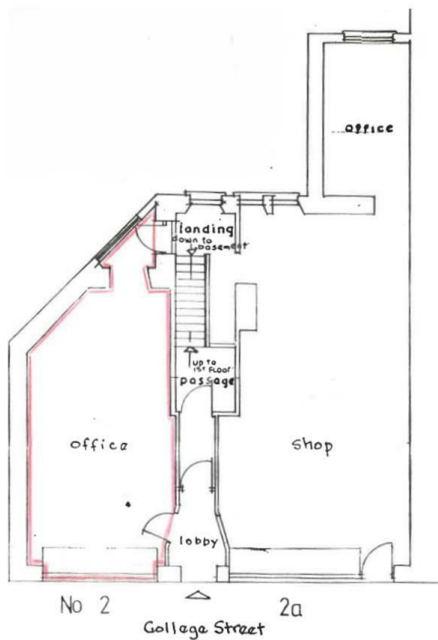 office
landing
down to
basement
up to
1ST FLOOR
passage
office
Shop
lobby
No 2
2a
College Street